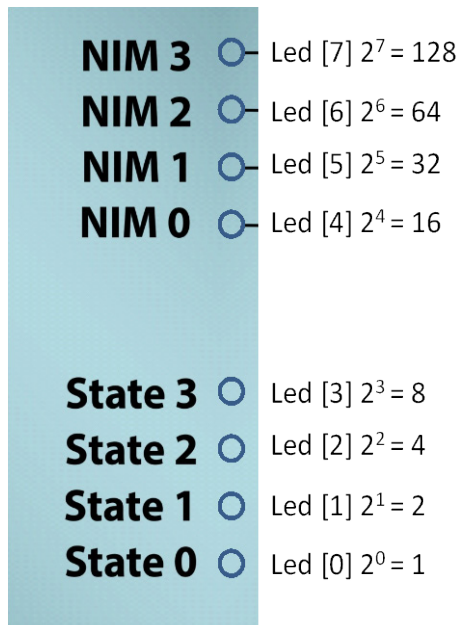 NIM 3 Led [7] 2⁷ = 128
NIM 2 Led [6] 2⁶ = 64
NIM 1 Led [5] 2⁵ = 32
NIM 0 Led [4] 2⁴ = 16
State 3 Led [3] 2³ = 8
State 2 Led [2] 2² = 4
State 1 Led [1] 2¹ = 2
State 0 Led [0] 2⁰ = 1